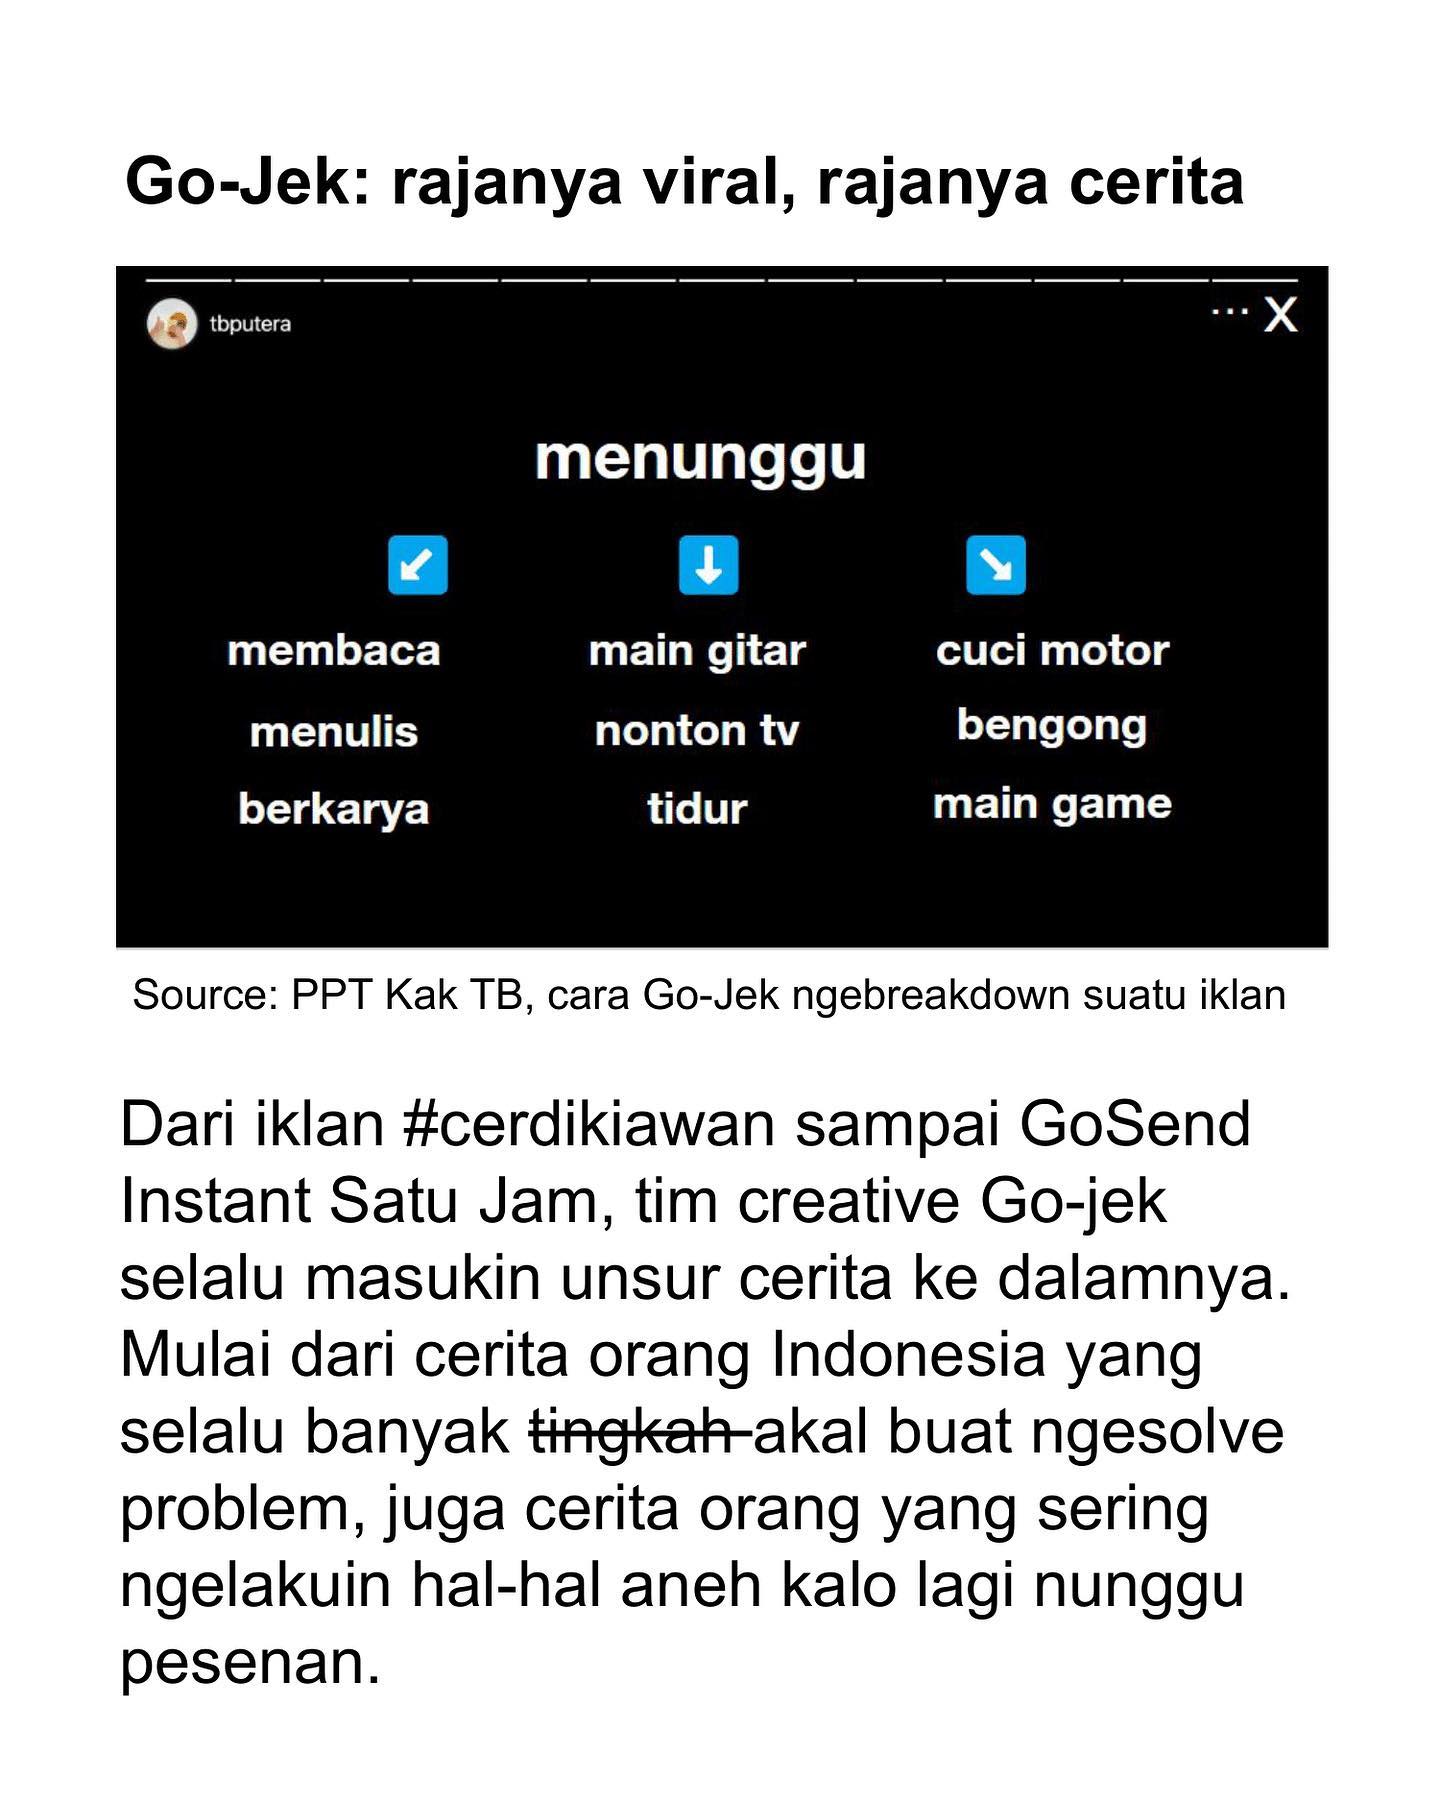 Go-Jek: rajanya viral, rajanya cerita
tbputera
... X
menunggu
membaca main gitar cuci motor
menulis nonton tv bengong
berkarya tidur main game
Source: PPT Kak TB, cara Go-Jek ngebreakdown suatu iklan
Dari iklan #cerdikiawan sampai GoSend
Instant Satu Jam, tim creative Go-jek
selalu masukin unsur cerita ke dalamnya.
Mulai dari cerita orang Indonesia yang
selalu banyak tingkah akal buat ngesolve
problem, juga cerita orang yang sering
ngelakuin hal-hal aneh kalo lagi nunggu
pesenan.